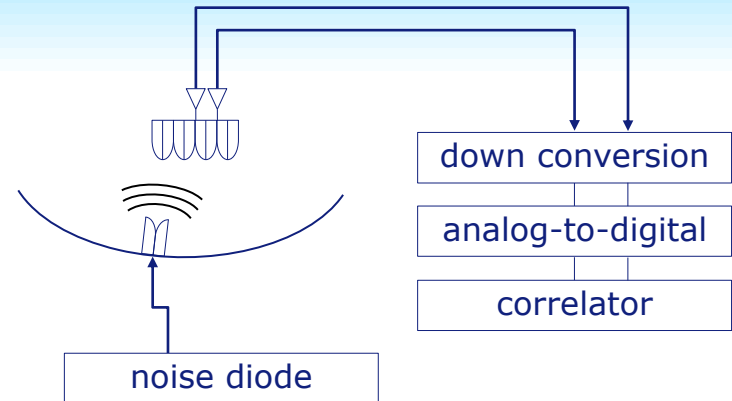 down conversion
analog-to-digital
correlator
noise diode